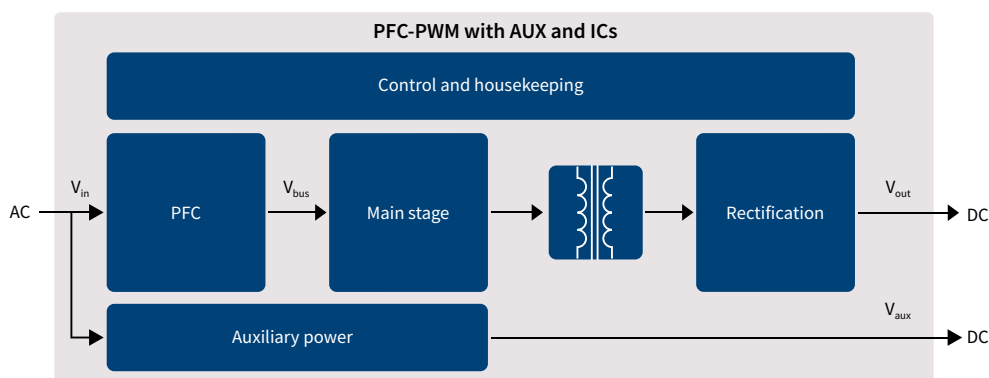 PFC-PWM with AUX and ICs
Control and housekeeping
AC
Vin
PFC
Vbus
Main stage
Rectification
Vout
DC
Auxiliary power
Vaux
DC